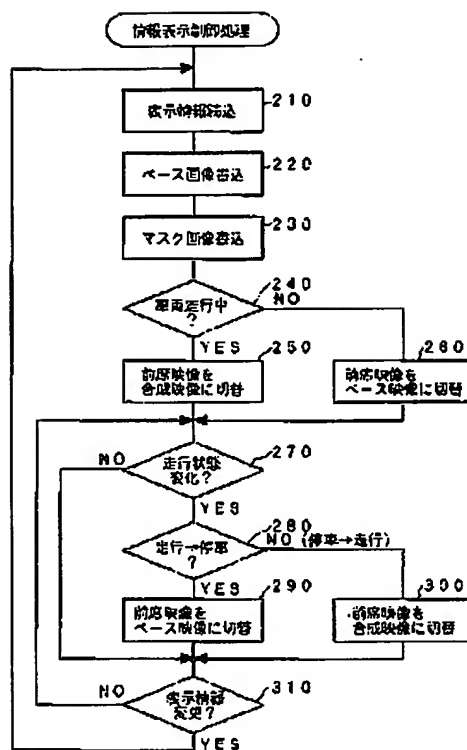 情報表示制御処理
210
表示情報読込
220
ベース画像書込
230
マスク画像書込
240
車両走行中
?
NO
YES
250
260
前席映像を
合成映像に切替
前席映像を
ベース映像に切替
270
NO
走行状態
変化?
YES
280
走行→停車
?
NO (停車→走行)
YES
290
300
前席映像を
ベース映像に切替
前席映像を
合成映像に切替
310
NO
表示情報
変更?
YES